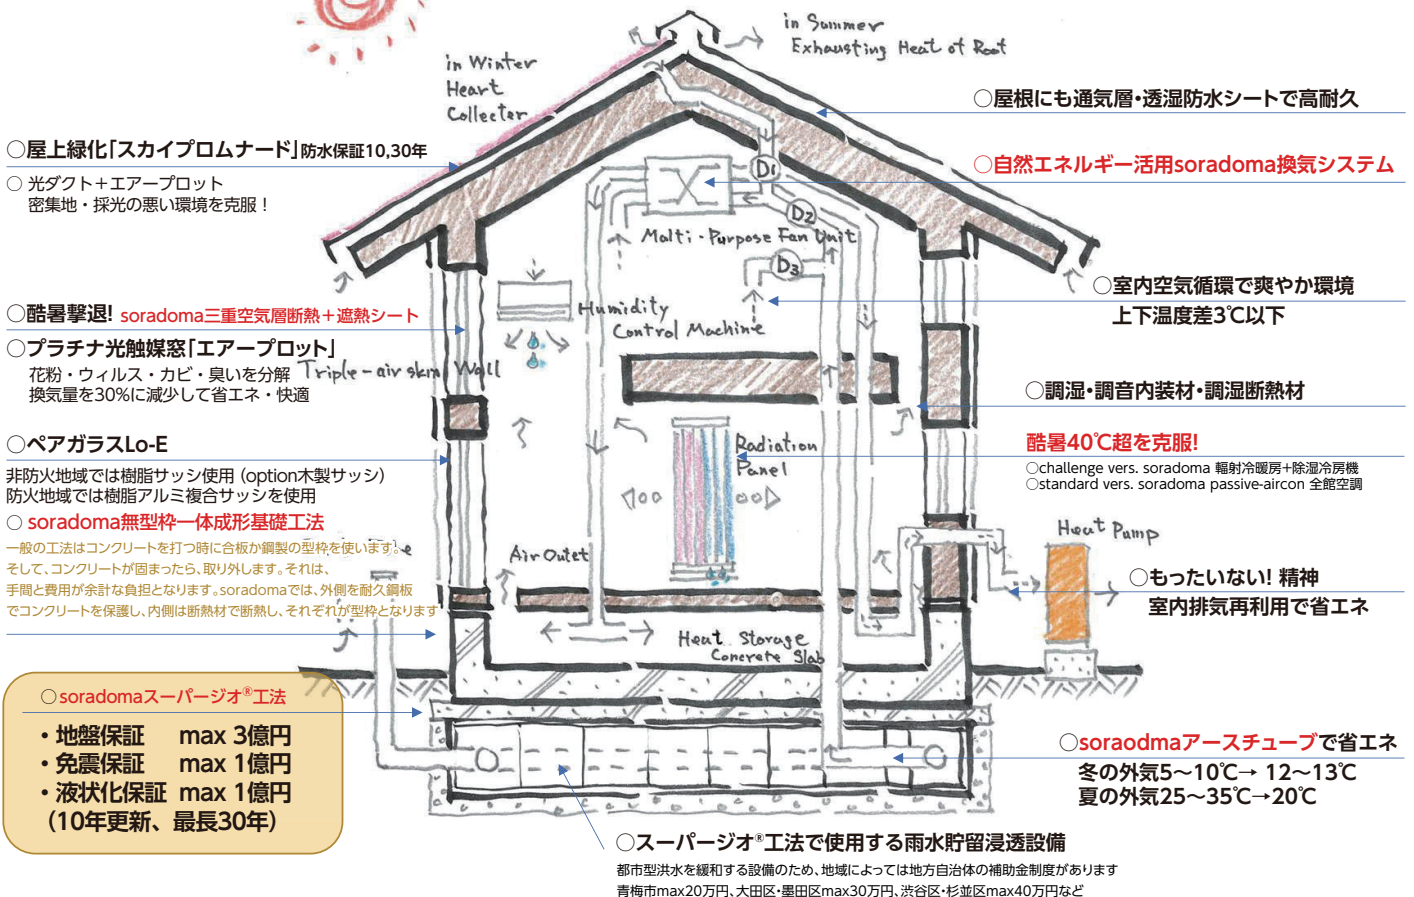 in Summer
Exhausting Heat of Roof
in Winter
Heart
Collecter
○屋上緑化「スカイプロムナード」防水保証10,30年
○ 光ダクト＋エアープロット
密集地・採光の悪い環境を克服！
○屋根にも通気層・透湿防水シートで高耐久
○自然エネルギー活用soradoma換気システム
D1
D2
Malti-Purpose Fan Unit
D3
○室内空気循環で爽やか環境
上下温度差3℃以下
Humidity
Control Machine
○酷暑撃退! soradoma三重空気層断熱＋遮熱シート
○プラチナ光触媒窓「エアープロット」
花粉・ウィルス・カビ・臭いを分解
換気量を30%に減少して省エネ・快適
Triple-air skin Wall
○調湿・調音内装材・調湿断熱材
○ペアガラスLo-E
非防火地域では樹脂サッシ使用 (option木製サッシ)
防火地域では樹脂アルミ複合サッシを使用
Radiation
Panel
酷暑40℃超を克服!
○challenge vers. soradoma 輻射冷暖房+除湿冷房機
○standard vers. soradoma passive-aircon 全館空調
○ soradoma無型枠一体成形基礎工法
一般の工法はコンクリートを打つ時に合板か鋼製の型枠を使います。
そして、コンクリートが固まったら、取り外します。それは、
手間と費用が余計な負担となります。soradomaでは、外側を耐久鋼板
でコンクリートを保護し、内側は断熱材で断熱し、それぞれが型枠となります
Air Outet
Heat Pump
○もったいない! 精神
室内排気再利用で省エネ
Heat Storage
Concrete Slab
○soradomaスーパージオ®工法
・地盤保証 max 3億円
・免震保証 max 1億円
・液状化保証 max 1億円
（10年更新、最長30年）
○soraodmaアースチューブで省エネ
冬の外気5〜10℃→ 12〜13℃
夏の外気25〜35℃→20℃
○スーパージオ®工法で使用する雨水貯留浸透設備
都市型洪水を緩和する設備のため、地域によっては地方自治体の補助金制度があります
青梅市max20万円、大田区・墨田区max30万円、渋谷区・杉並区max40万円など